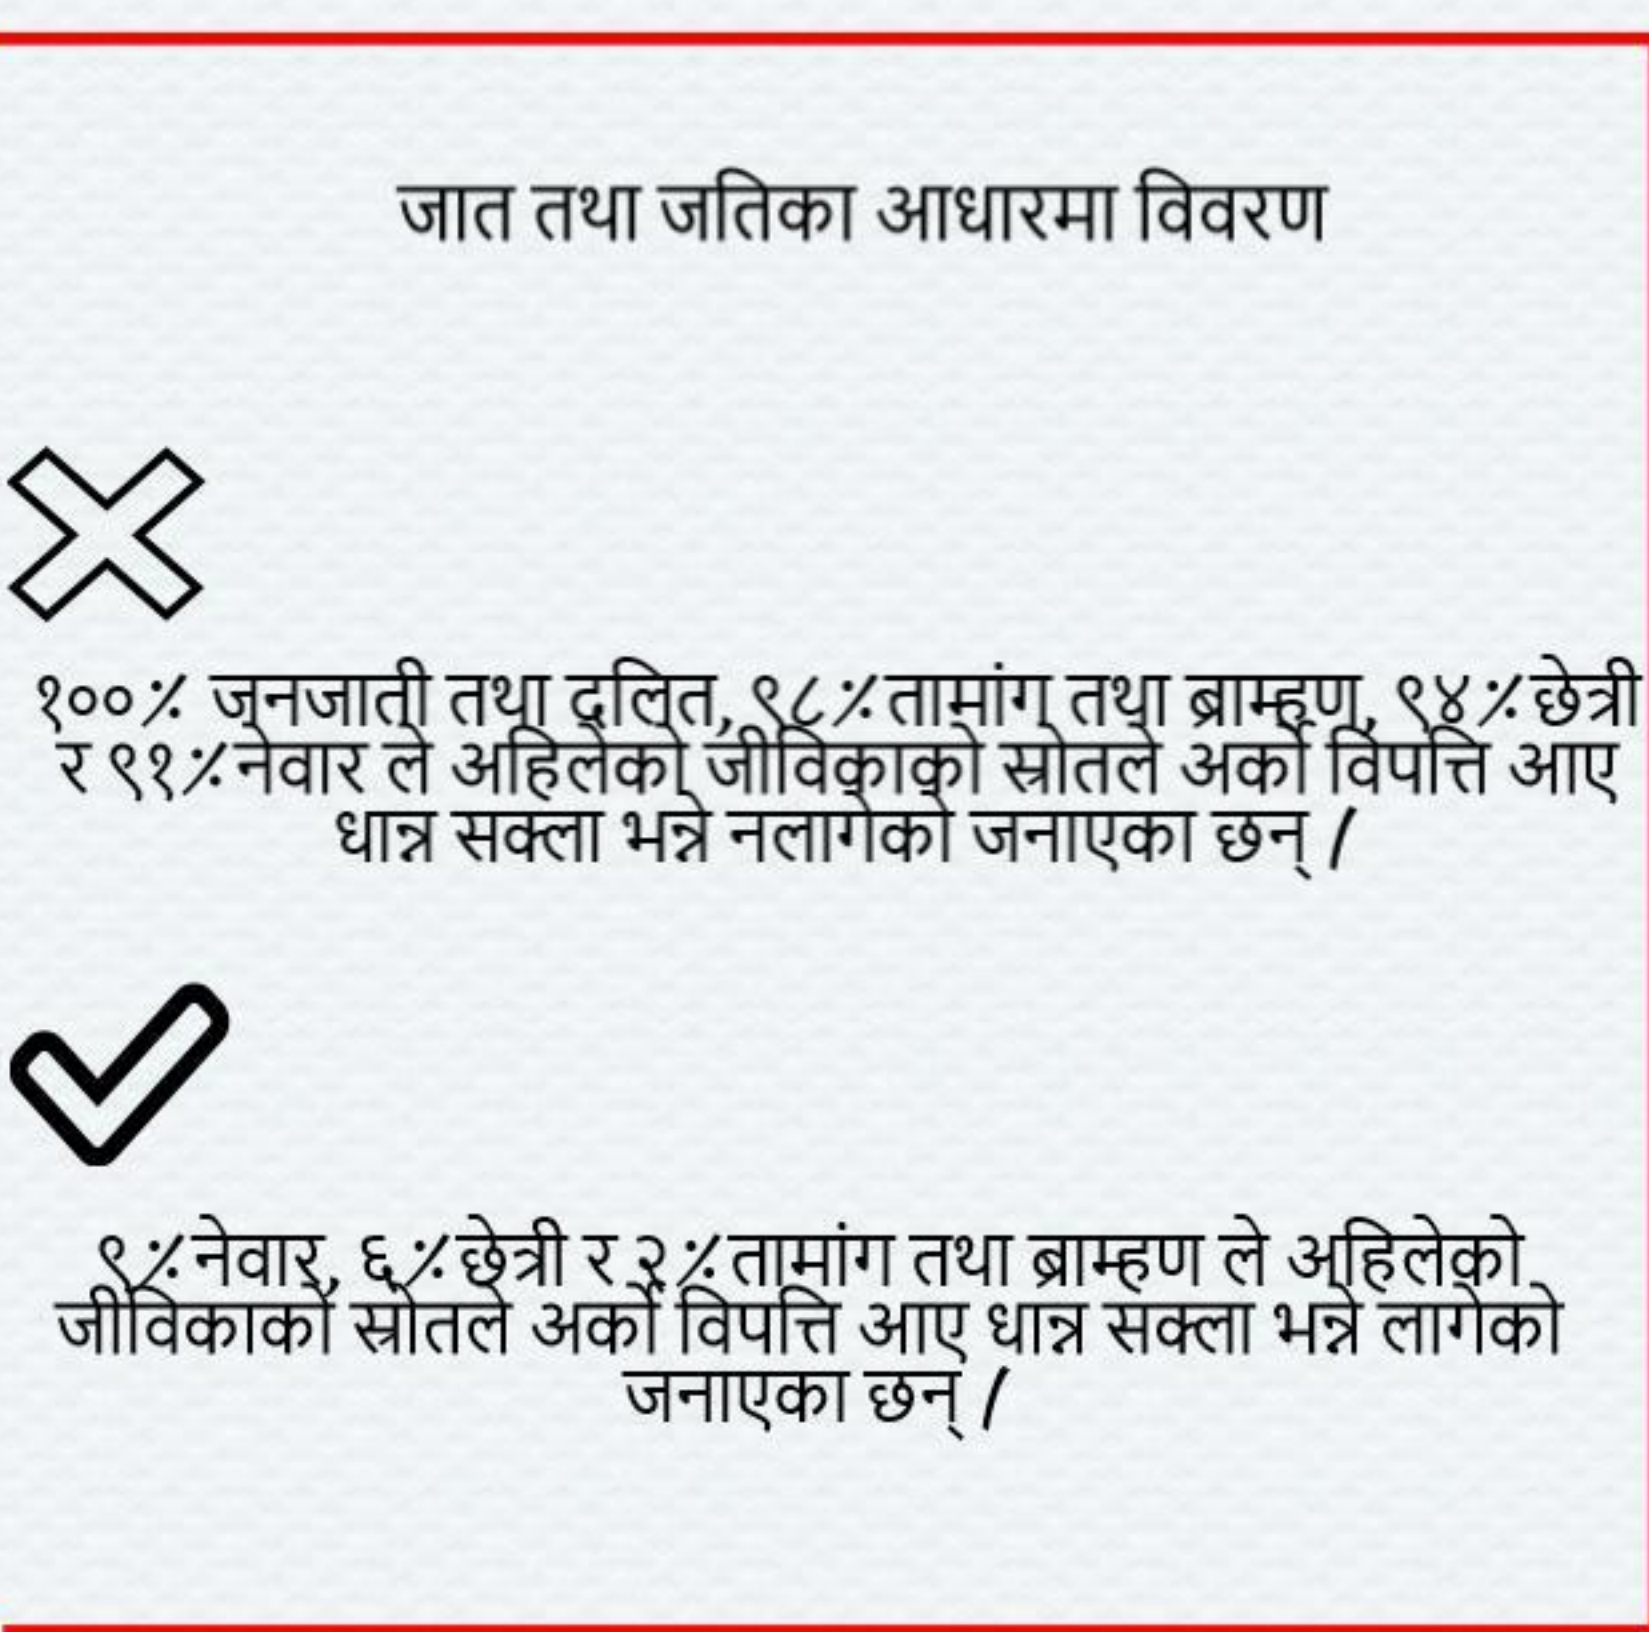 जात तथा जतिका आधारमा विवरण
१००% जनजाती तथा दलित, ९८%तामांग तथा ब्राम्हण, ९४%छेत्री
र ९१%नेवार ले अहिलेको जीविकाको स्रोतले अर्को विपत्ति आए
धान्न सक्ला भन्ने नलागेको जनाएका छन् /
९%नेवार, ६%छेत्री र २%तामांग तथा ब्राम्हण ले अहिलेको
जीविकाको स्रोतले अर्को विपत्ति आए धान्न सक्ला भन्ने लागेको
जनाएका छन् /